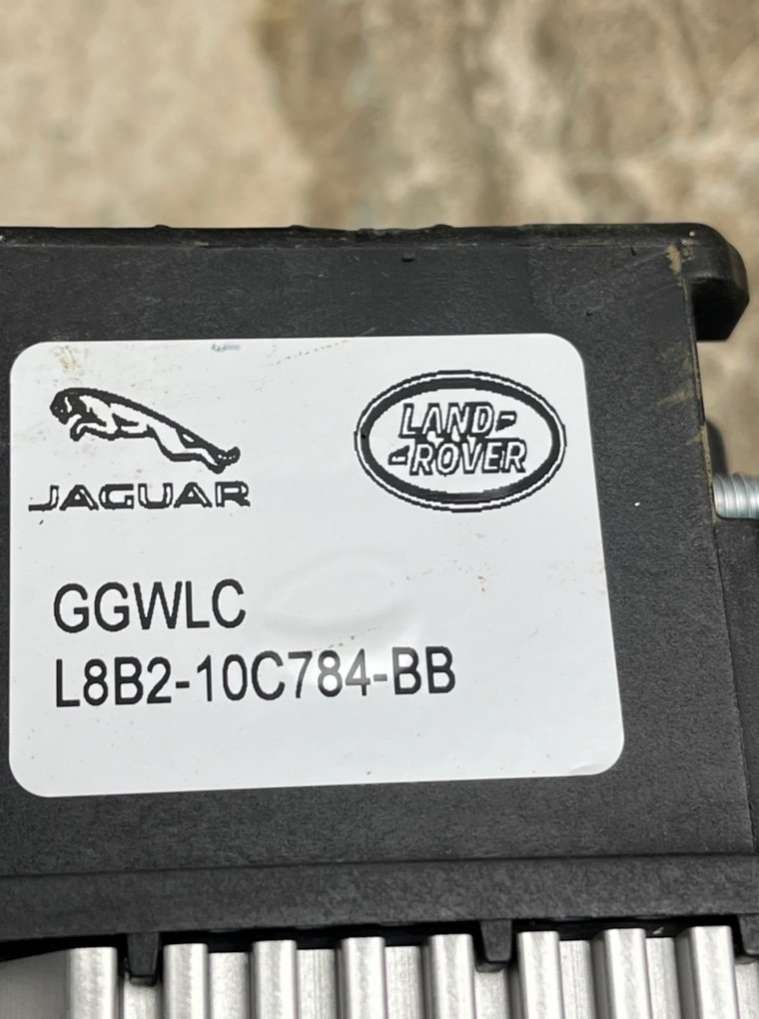 JAGUAR
LAND-
-ROVER
GGWLC
L8B2-10C784-BB